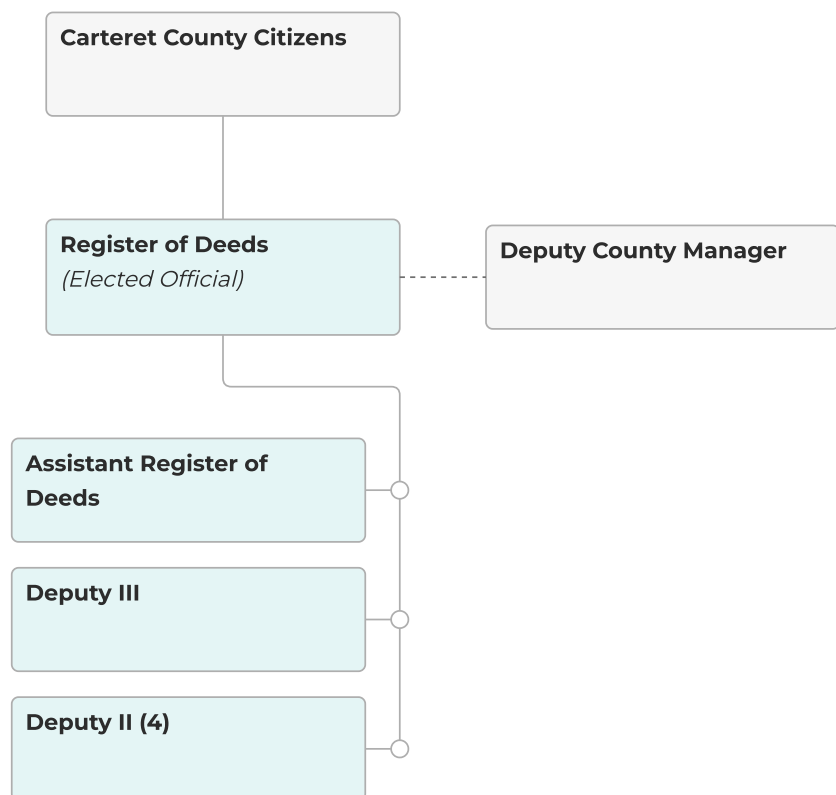 Carteret County Citizens
Register of Deeds
(Elected Official)
Deputy County Manager
Assistant Register of
Deeds
Deputy III
Deputy II (4)